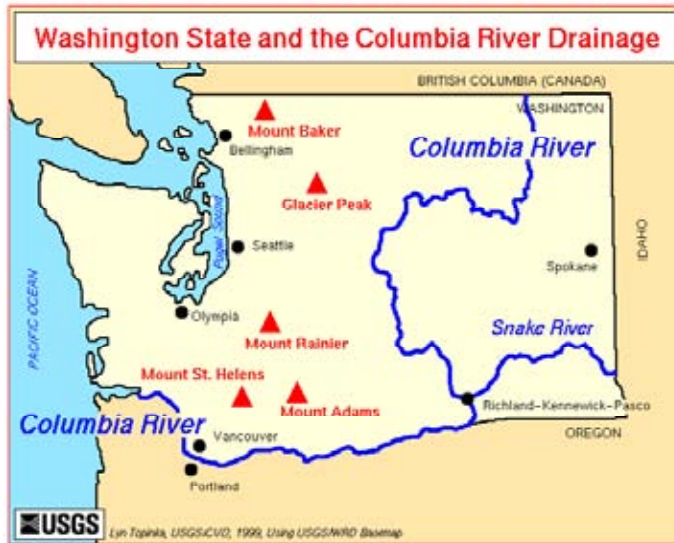 Washington State and the Columbia River Drainage
BRITISH COLUMBIA (CANADA)
WASHINGTON
Mount Baker
Bellingham
Columbia River
Glacier Peak
Puget Sound
Seattle
Spokane
IDAHO
PACIFIC OCEAN
Olympia
Mount Rainier
Snake River
Mount St. Helens
Mount Adams
Richland-Kennewick-Pasco
Columbia River
OREGON
Vancouver
Portland
USGS
Lyn Topinka, USGS/CVO, 1999, Using USGS/WRD Basemap